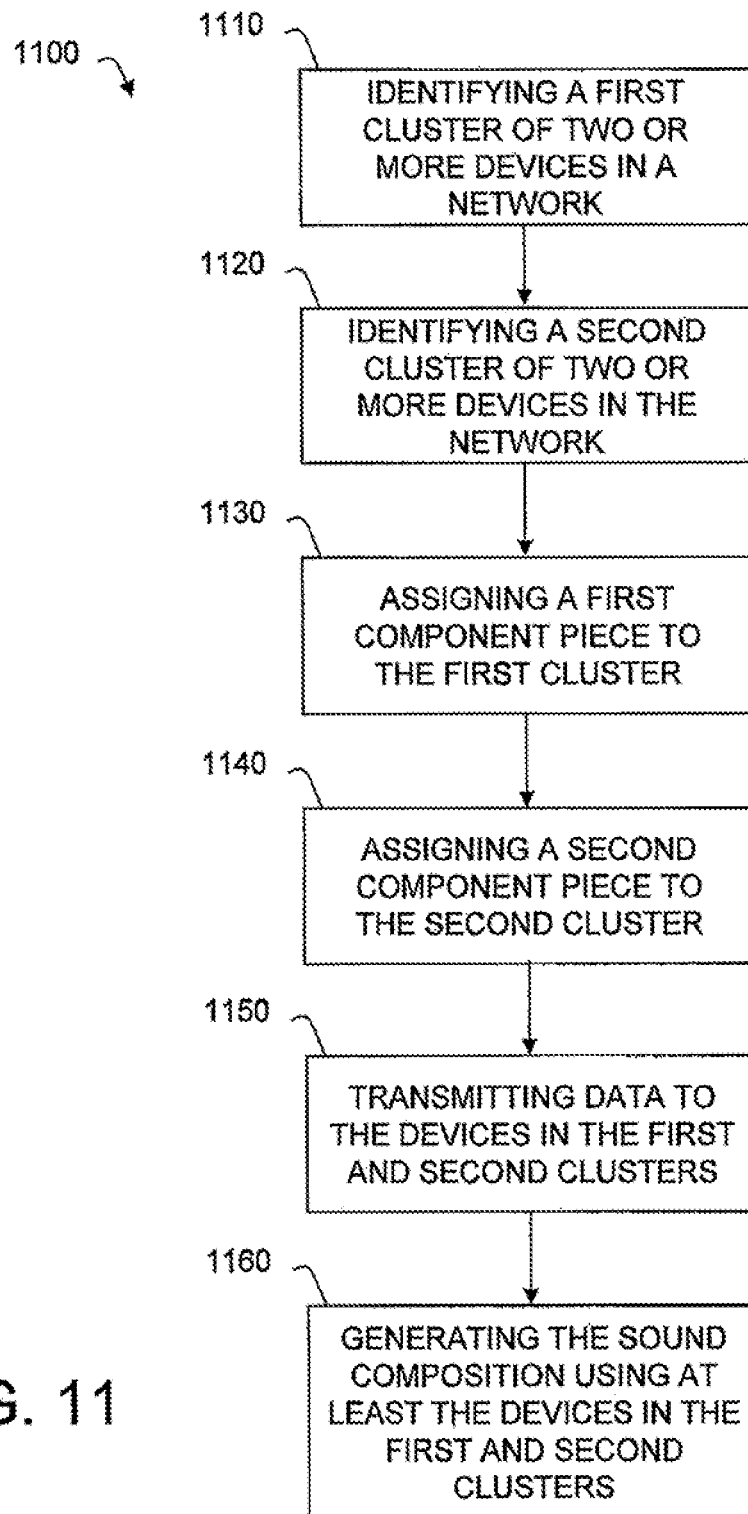 1100
1110
IDENTIFYING A FIRST
CLUSTER OF TWO OR
MORE DEVICES IN A
NETWORK
1120
IDENTIFYING A SECOND
CLUSTER OF TWO OR
MORE DEVICES IN THE
NETWORK
1130
ASSIGNING A FIRST
COMPONENT PIECE TO
THE FIRST CLUSTER
1140
ASSIGNING A SECOND
COMPONENT PIECE TO
THE SECOND CLUSTER
1150
TRANSMITTING DATA TO
THE DEVICES IN THE FIRST
AND SECOND CLUSTERS
1160
GENERATING THE SOUND
COMPOSITION USING AT
LEAST THE DEVICES IN THE
FIRST AND SECOND
CLUSTERS
G. 11